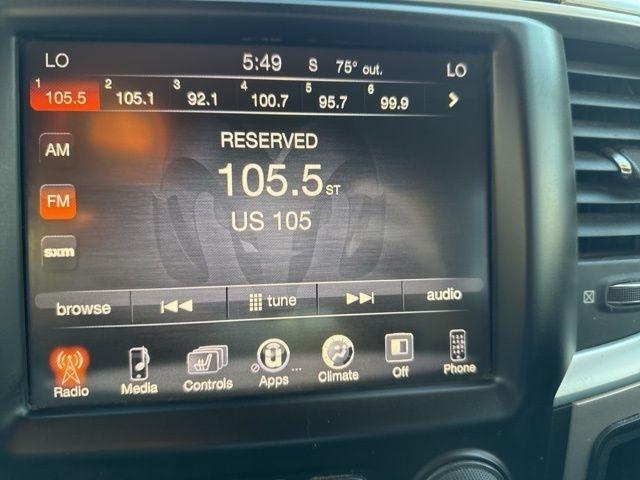 LO 5:49 S 75° out. LO
1 105.5 2 105.1 3 92.1 4 100.7 5 95.7 6 99.9
RESERVED
AM
105.5 ST
FM
US 105
sxm
browse tune audio
Radio Media Controls Apps ... Climate Off Phone